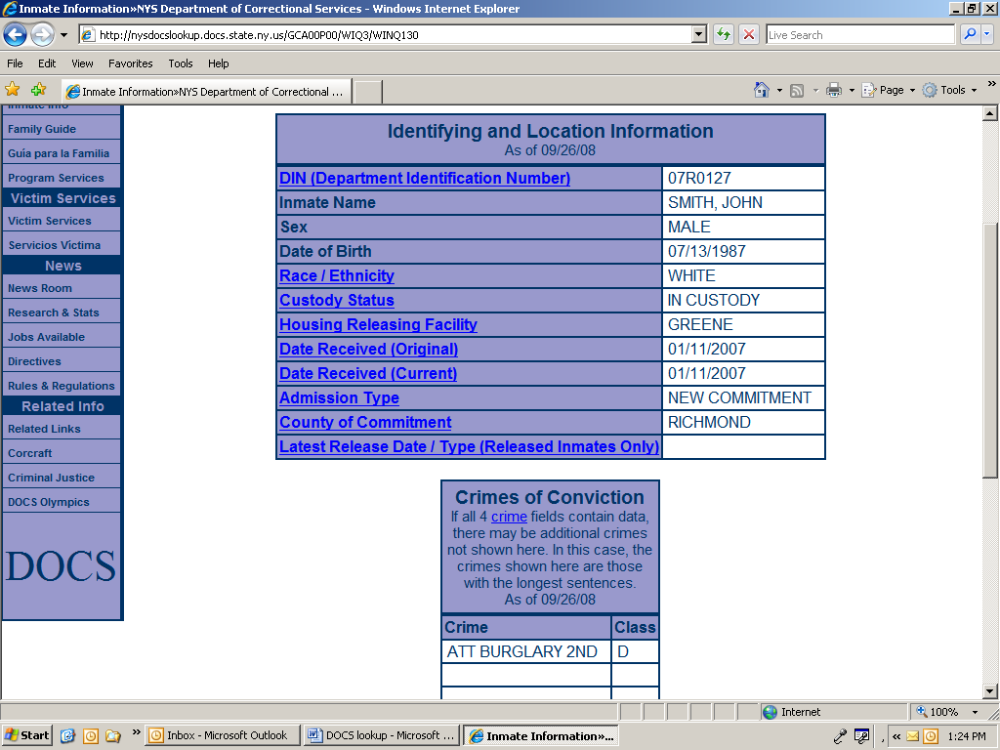 Inmate Information»NYS Department of Correctional Services - Windows Internet Explorer
http://nysdocslookup.docs.state.ny.us/GCA00P00/WIQ3/WINQ130
Live Search
File Edit View Favorites Tools Help
Inmate Information»NYS Department of Correctional ...
Page Tools »
Inmate Info
Family Guide
Guía para la Familia
Program Services
Victim Services
Victim Services
Servicios Víctima
News
News Room
Research & Stats
Jobs Available
Directives
Rules & Regulations
Related Info
Related Links
Corcraft
Criminal Justice
DOCS Olympics
DOCS
Identifying and Location Information
As of 09/26/08
DIN (Department Identification Number) 07R0127
Inmate Name SMITH, JOHN
Sex MALE
Date of Birth 07/13/1987
Race / Ethnicity WHITE
Custody Status IN CUSTODY
Housing Releasing Facility GREENE
Date Received (Original) 01/11/2007
Date Received (Current) 01/11/2007
Admission Type NEW COMMITMENT
County of Commitment RICHMOND
Latest Release Date / Type (Released Inmates Only)
Crimes of Conviction
If all 4 crime fields contain data,
there may be additional crimes
not shown here. In this case, the
crimes shown here are those
with the longest sentences.
As of 09/26/08
Crime Class
ATT BURGLARY 2ND D
Internet 100%
Start » Inbox - Microsoft Outlook DOCS lookup - Microsoft ... Inmate Information»... « 1:24 PM